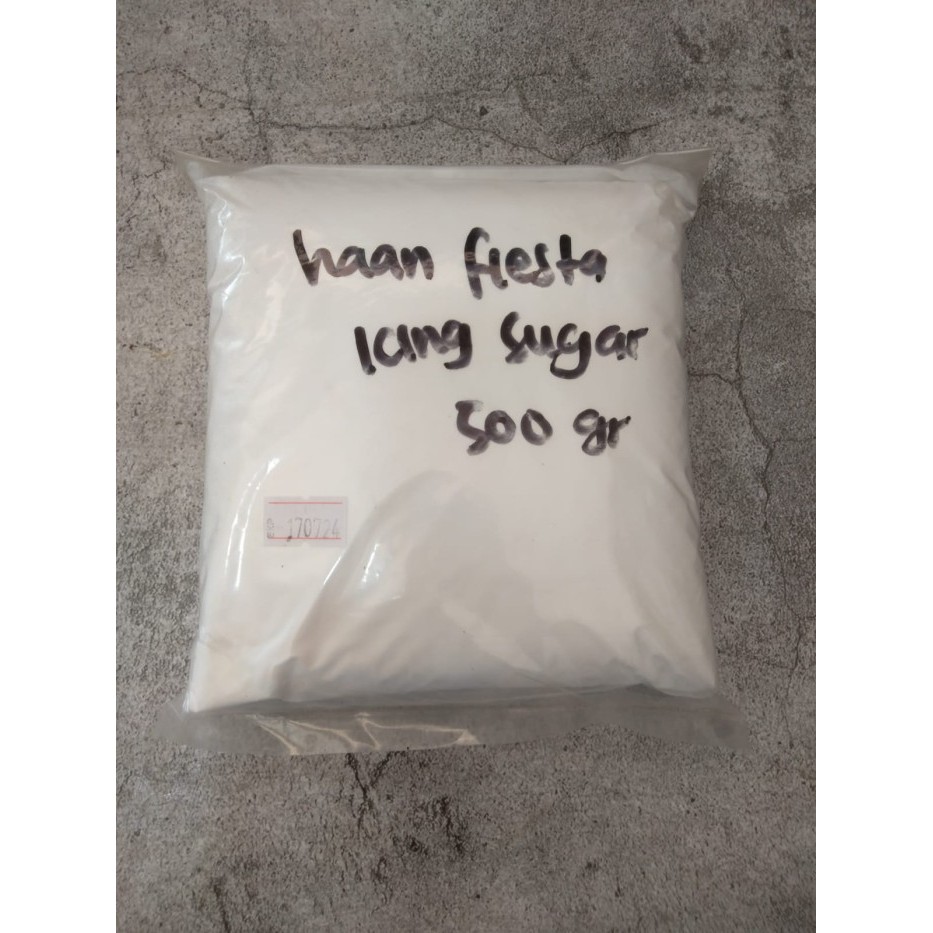 haan fiesta
Icing Sugar
500 gr
170724